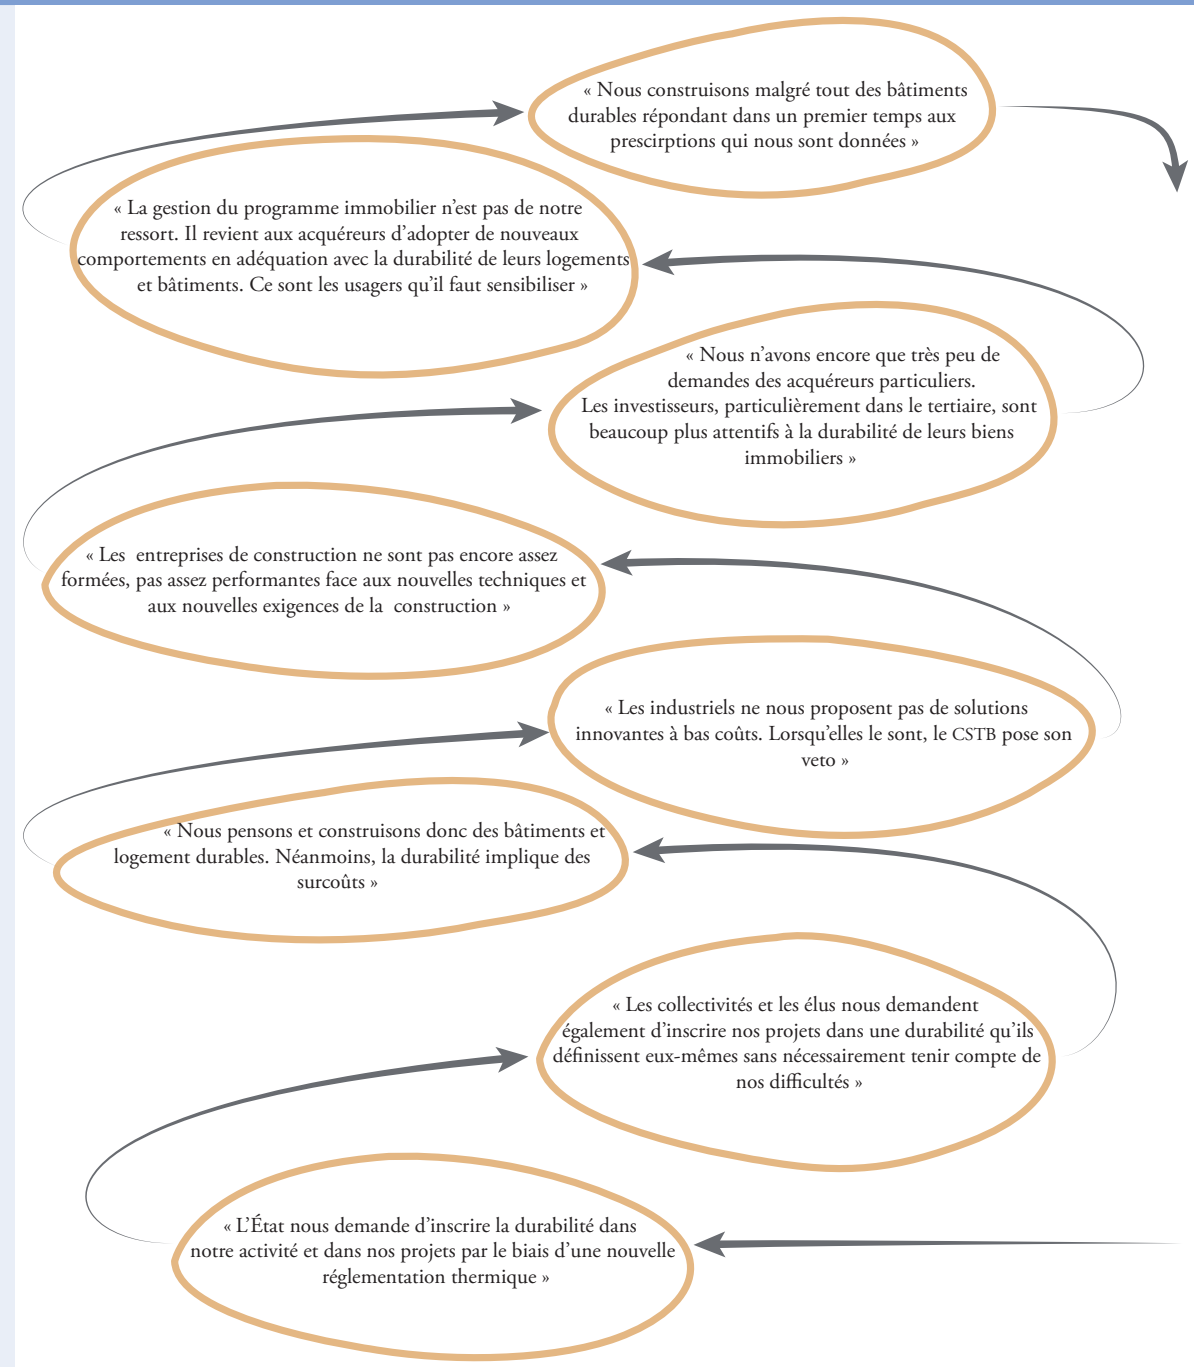 « Nous construisons malgré tout des bâtiments
durables répondant dans un premier temps aux
prescirptions qui nous sont données »
« La gestion du programme immobilier n’est pas de notre
ressort. Il revient aux acquéreurs d’adopter de nouveaux
comportements en adéquation avec la durabilité de leurs logements
et bâtiments. Ce sont les usagers qu’il faut sensibiliser »
« Nous n’avons encore que très peu de
demandes des acquéreurs particuliers.
Les investisseurs, particulièrement dans le tertiaire, sont
beaucoup plus attentifs à la durabilité de leurs biens
immobiliers »
« Les entreprises de construction ne sont pas encore assez
formées, pas assez performantes face aux nouvelles techniques et
aux nouvelles exigences de la construction »
« Les industriels ne nous proposent pas de solutions
innovantes à bas coûts. Lorsqu’elles le sont, le CSTB pose son
veto »
« Nous pensons et construisons donc des bâtiments et
logement durables. Néanmoins, la durabilité implique des
surcoûts »
« Les collectivités et les élus nous demandent
également d’inscrire nos projets dans une durabilité qu’ils
définissent eux-mêmes sans nécessairement tenir compte de
nos difficultés »
« L’État nous demande d’inscrire la durabilité dans
notre activité et dans nos projets par le biais d’une nouvelle
réglementation thermique »